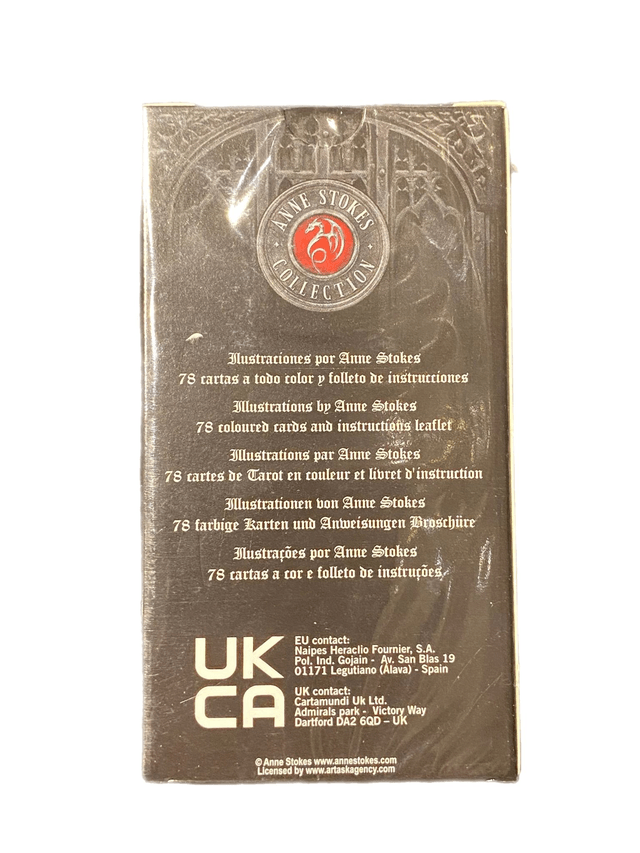 ANNE STOKES
COLLECTION
Ilustraciones por Anne Stokes
78 cartas a todo color y folleto de instrucciones
Illustrations by Anne Stokes
78 coloured cards and instructions leaflet
Illustrations par Anne Stokes
78 cartes de Tarot en couleur et livret d'instruction
Illustrationen von Anne Stokes
78 farbige Karten und Anweisungen Broschüre
Ilustrações por Anne Stokes
78 cartas a cor e folleto de instruções
UK
CA
EU contact:
Naipes Heraclio Fournier, S.A.
Pol. Ind. Gojain - Av. San Blas 19
01171 Legutiano (Álava) - Spain
UK contact:
Cartamundi Uk Ltd.
Admirals park - Victory Way
Dartford DA2 6QD – UK
© Anne Stokes www.annestokes.com
Licensed by www.artaskagency.com